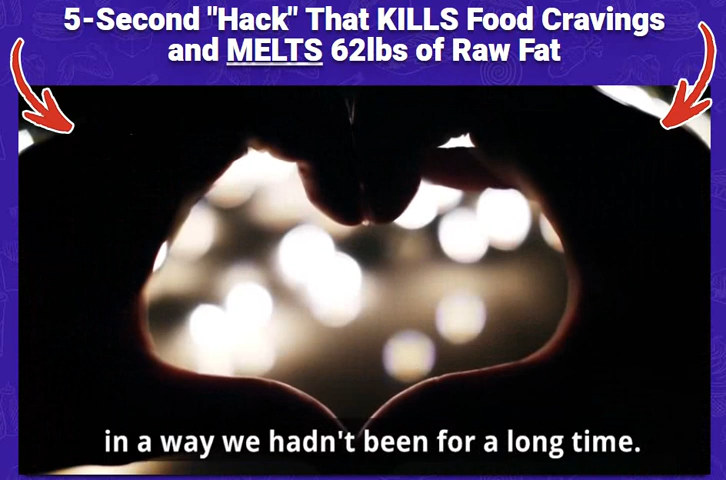 5-Second "Hack" That KILLS Food Cravings
and MELTS 62lbs of Raw Fat
in a way we hadn't been for a long time.